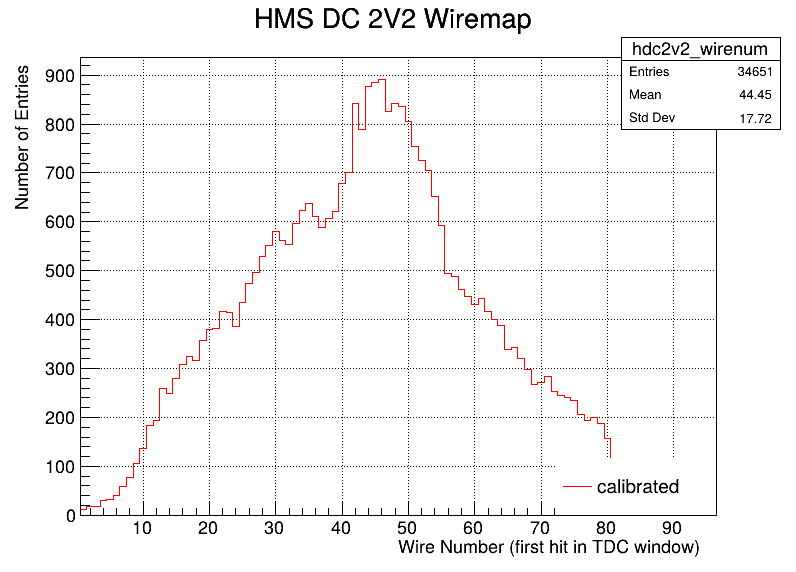 HMS DC 2V2 Wiremap
hdc2v2_wirenum
Entries 34651
Mean 44.45
Std Dev 17.72
Number of Entries
900
800
700
600
500
400
300
200
100
0
calibrated
10 20 30 40 50 60 70 80 90
Wire Number (first hit in TDC window)